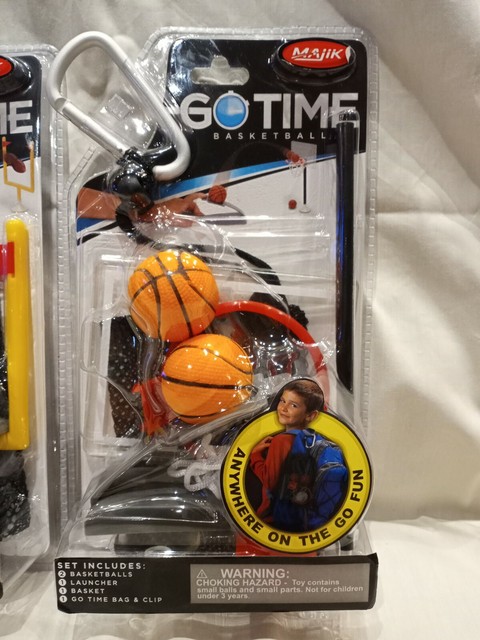 MAJIK
GO TIME
BASKETBALL
ME
ANYWHERE ON THE GO FUN
SET INCLUDES:
2 BASKETBALLS
1 LAUNCHER
1 BASKET
1 GO TIME BAG & CLIP
WARNING:
CHOKING HAZARD - Toy contains
small balls and small parts. Not for children
under 3 years.